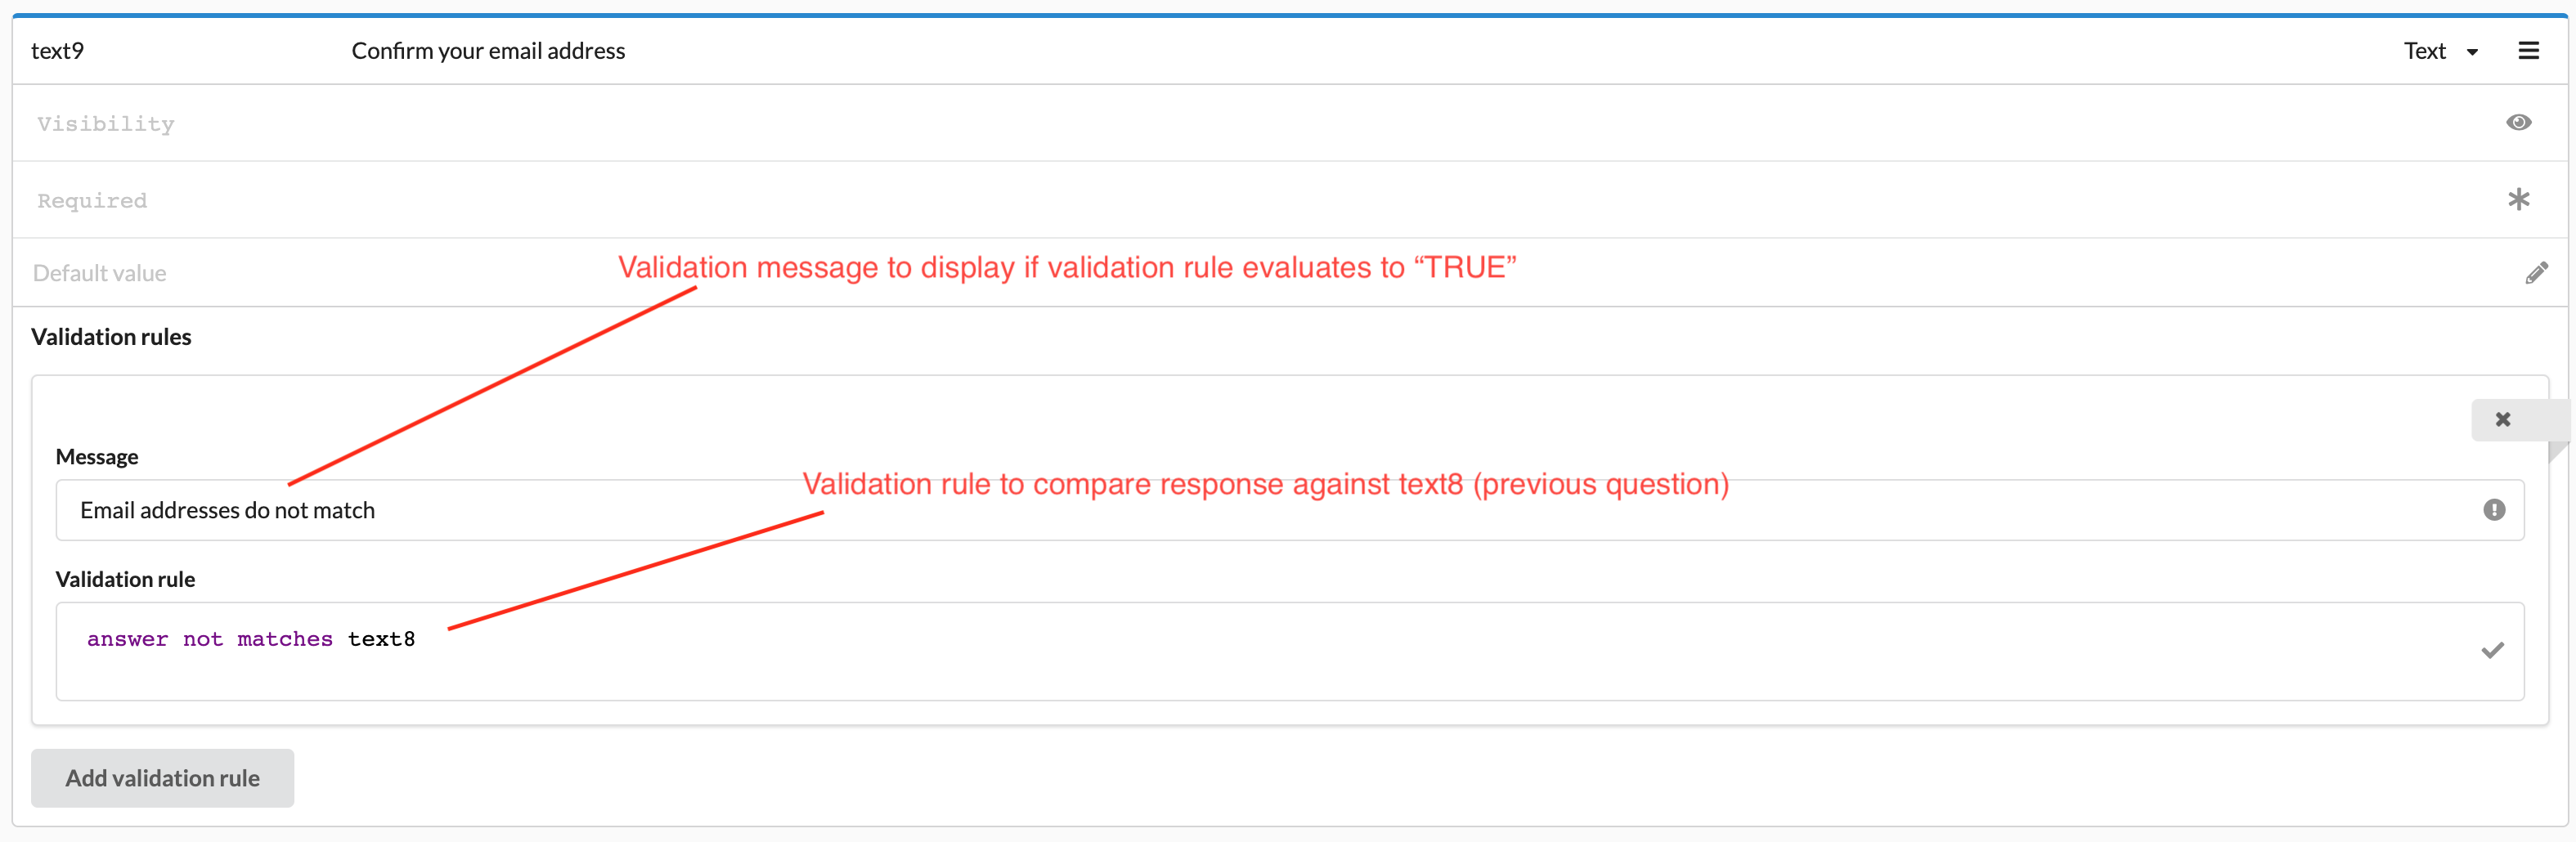 text9 Confirm your email address Text
Visibility
Required
Validation message to display if validation rule evaluates to “TRUE”
Default value
Validation rules
Message
Validation rule to compare response against text8 (previous question)
Email addresses do not match
Validation rule
answer not matches text8
Add validation rule